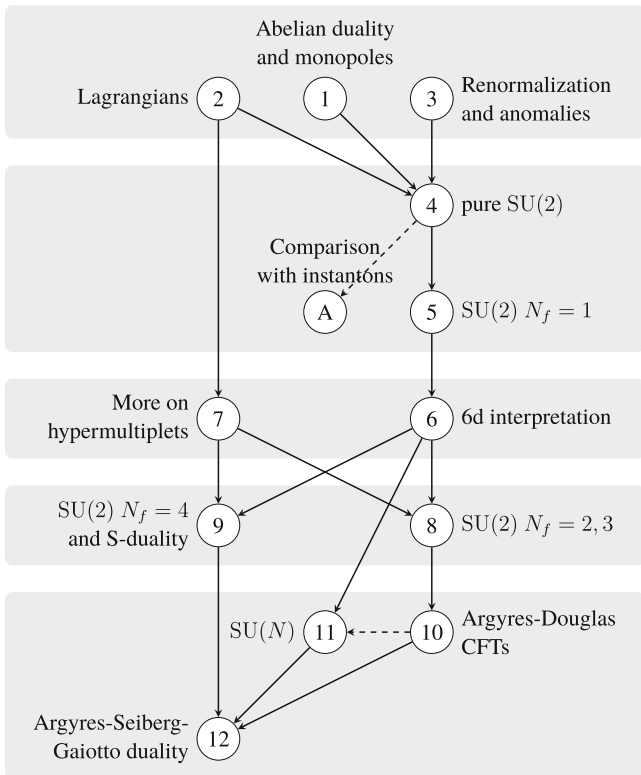 Abelian duality
and monopoles
Lagrangians
2
1
3
Renormalization
and anomalies
4
pure SU(2)
Comparison
with instantons
A
5
SU(2) N_f = 1
More on
hypermultiplets
7
6
6d interpretation
SU(2) N_f = 4
and S-duality
9
8
SU(2) N_f = 2, 3
SU(N)
11
10
Argyres-Douglas
CFTs
Argyres-Seiberg-
Gaiotto duality
12